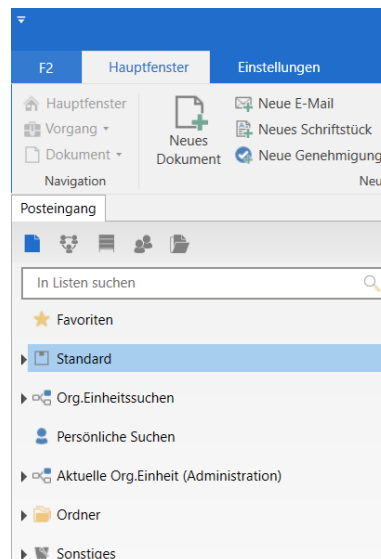 F2 Hauptfenster Einstellungen
Hauptfenster
Vorgang
Dokument
Navigation
Neues
Dokument
Neue E-Mail
Neues Schriftstück
Neue Genehmigung
Neu
Posteingang
In Listen suchen
Favoriten
Standard
Org.Einheitssuchen
Persönliche Suchen
Aktuelle Org.Einheit (Administration)
Ordner
Sonstiges